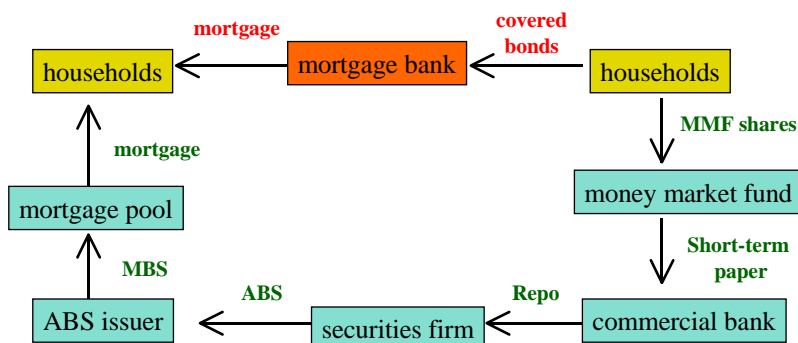 mortgage
covered
bonds
households
mortgage bank
households
MMF shares
mortgage
money market fund
mortgage pool
Short-term
paper
MBS
ABS
Repo
ABS issuer
securities firm
commercial bank